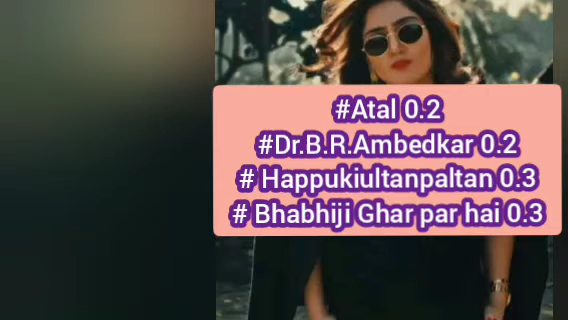 #Atal 0.2
#Dr.B.R.Ambedkar 0.2
# Happukiultanpaltan 0.3
# Bhabhiji Ghar par hai 0.3